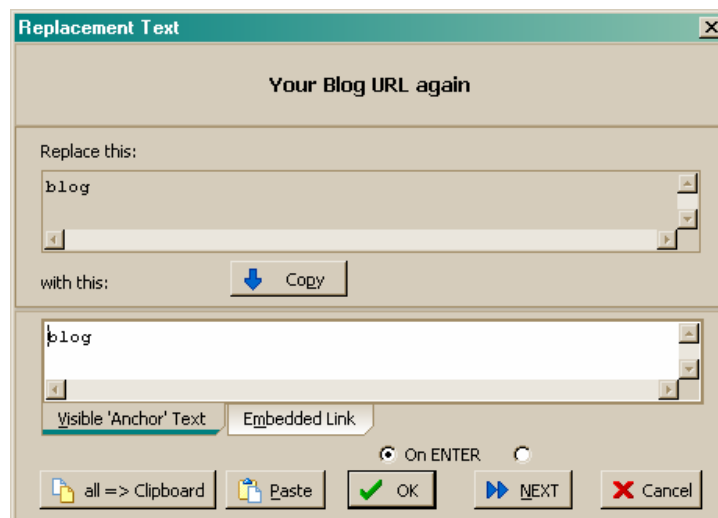 Replacement Text
Your Blog URL again
Replace this:
blog
with this:
Copy
blog
Visible 'Anchor' Text
Embedded Link
On ENTER
all => Clipboard
Paste
OK
NEXT
Cancel